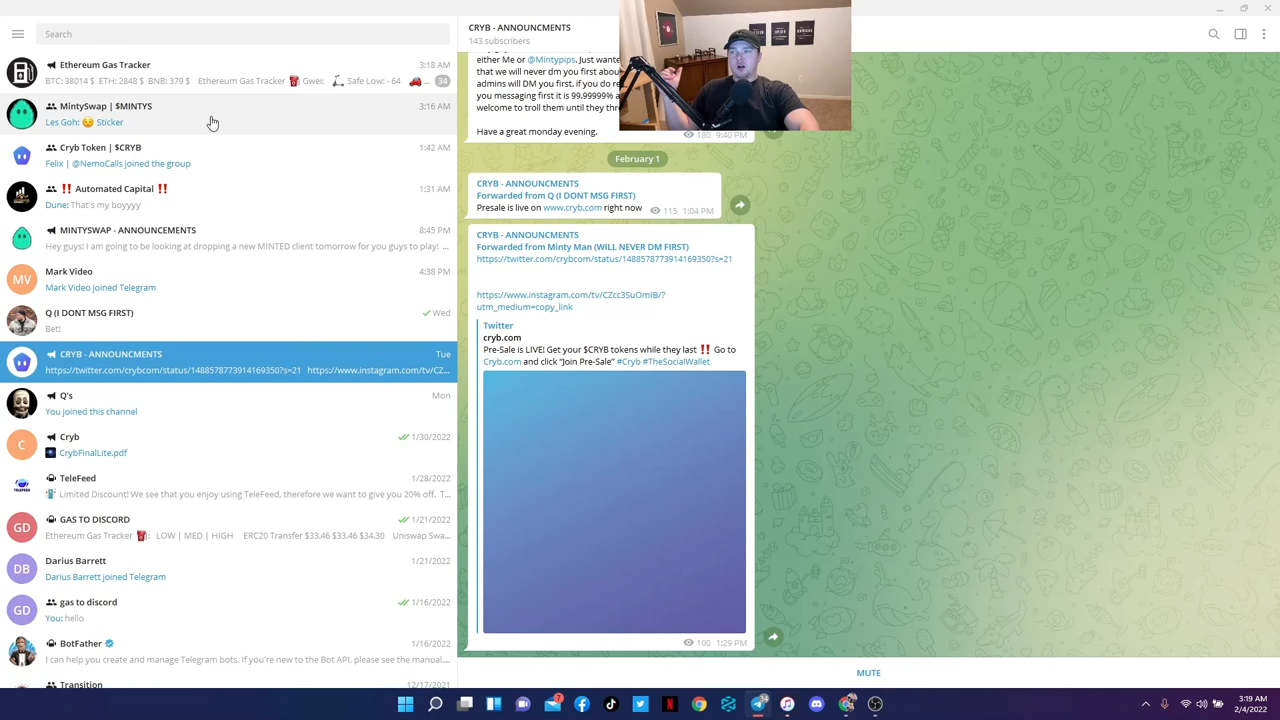 Search
Ethereum Gas Tracker 3:18 AM
BTC: 38014 $ ETH: 2848 $ BNB: 379 $ Ethereum Gas Tracker Gwei: Safe Low: - 64 ... 34
MintySwap | $MINTYS 3:16 AM
Les Goh: Sticker
Cryb Token | $CRYB 1:42 AM
Felix | @NemoCalls joined the group
Automated Capital 1:31 AM
Dune: That's my boyyyy
MINTYSWAP - ANNOUNCEMENTS 8:45 PM
Hey guys! I am going to be looking at dropping a new MINTED client tomorrow for you guys to play! ...
MV
Mark Video 4:38 PM
Mark Video joined Telegram
Q (I DONT MSG FIRST) Wed
Bet!
CRYB - ANNOUNCMENTS Tue
https://twitter.com/crybcom/status/1488578773914169350?s=21 https://www.instagram.com/tv/CZ...
Q's Mon
You joined this channel
C
Cryb 1/30/2022
CrybFinalLite.pdf
TeleFeed 1/28/2022
Limited Discount! We see that you enjoy using TeleFeed, therefore we want to give you 20% off. T...
GD
GAS TO DISCORD 1/21/2022
Ethereum Gas Tracker : LOW | MED | HIGH ERC20 Transfer $33.46 $33.46 $34.30 Uniswap Swa...
DB
Darius Barrett 1/21/2022
Darius Barrett joined Telegram
GD
gas to discord 1/16/2022
You: hello
BotFather 1/16/2022
I can help you create and manage Telegram bots. If you're new to the Bot API, please see the manual....
Transition 12/17/2021
CRYB - ANNOUNCMENTS
143 subscribers
either Me or @Mintypips. Just wante
that we will never dm you first about
admins will DM you first, if you do re
you messaging first it is 99.99999% a
welcome to troll them until they thr
Have a great monday evening.
180 9:40 PM
February 1
CRYB - ANNOUNCMENTS
Forwarded from Q (I DONT MSG FIRST)
Presale is live on www.cryb.com right now 115 1:04 PM
CRYB - ANNOUNCMENTS
Forwarded from Minty Man (WILL NEVER DM FIRST)
https://twitter.com/crybcom/status/1488578773914169350?s=21
https://www.instagram.com/tv/CZcc3SuOmIB/?
utm_medium=copy_link
Twitter
cryb.com
Pre-Sale is LIVE! Get your $CRYB tokens while they last ‼️ Go to
Cryb.com and click “Join Pre-Sale” #Cryb #TheSocialWallet
100 1:29 PM
MUTE
3:19 AM
2/4/2022